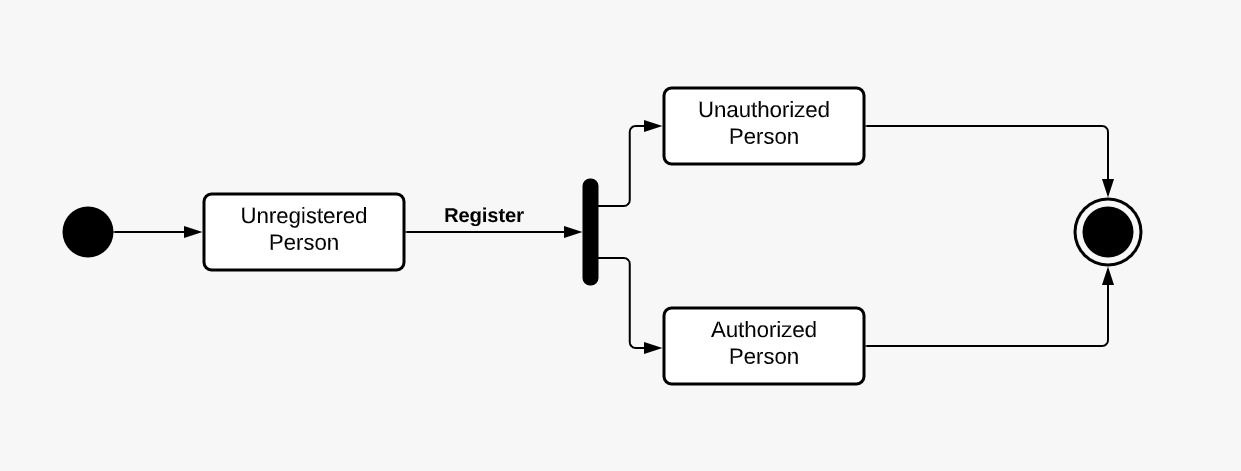 Unregistered
Person
Register
Unauthorized
Person
Authorized
Person